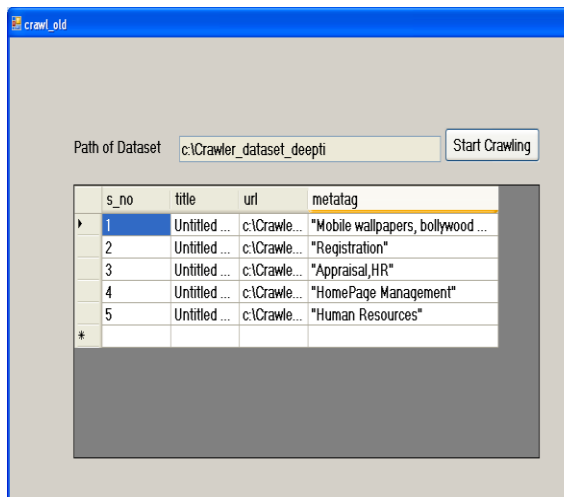 crawl_old
Path of Dataset c:\Crawler_dataset_deepti Start Crawling
s_no title url metatag
1 Untitled ... c:\Crawle... "Mobile wallpapers, bollywood ...
2 Untitled ... c:\Crawle... "Registration"
3 Untitled ... c:\Crawle... "Appraisal,HR"
4 Untitled ... c:\Crawle... "HomePage Management"
5 Untitled ... c:\Crawle... "Human Resources"
*